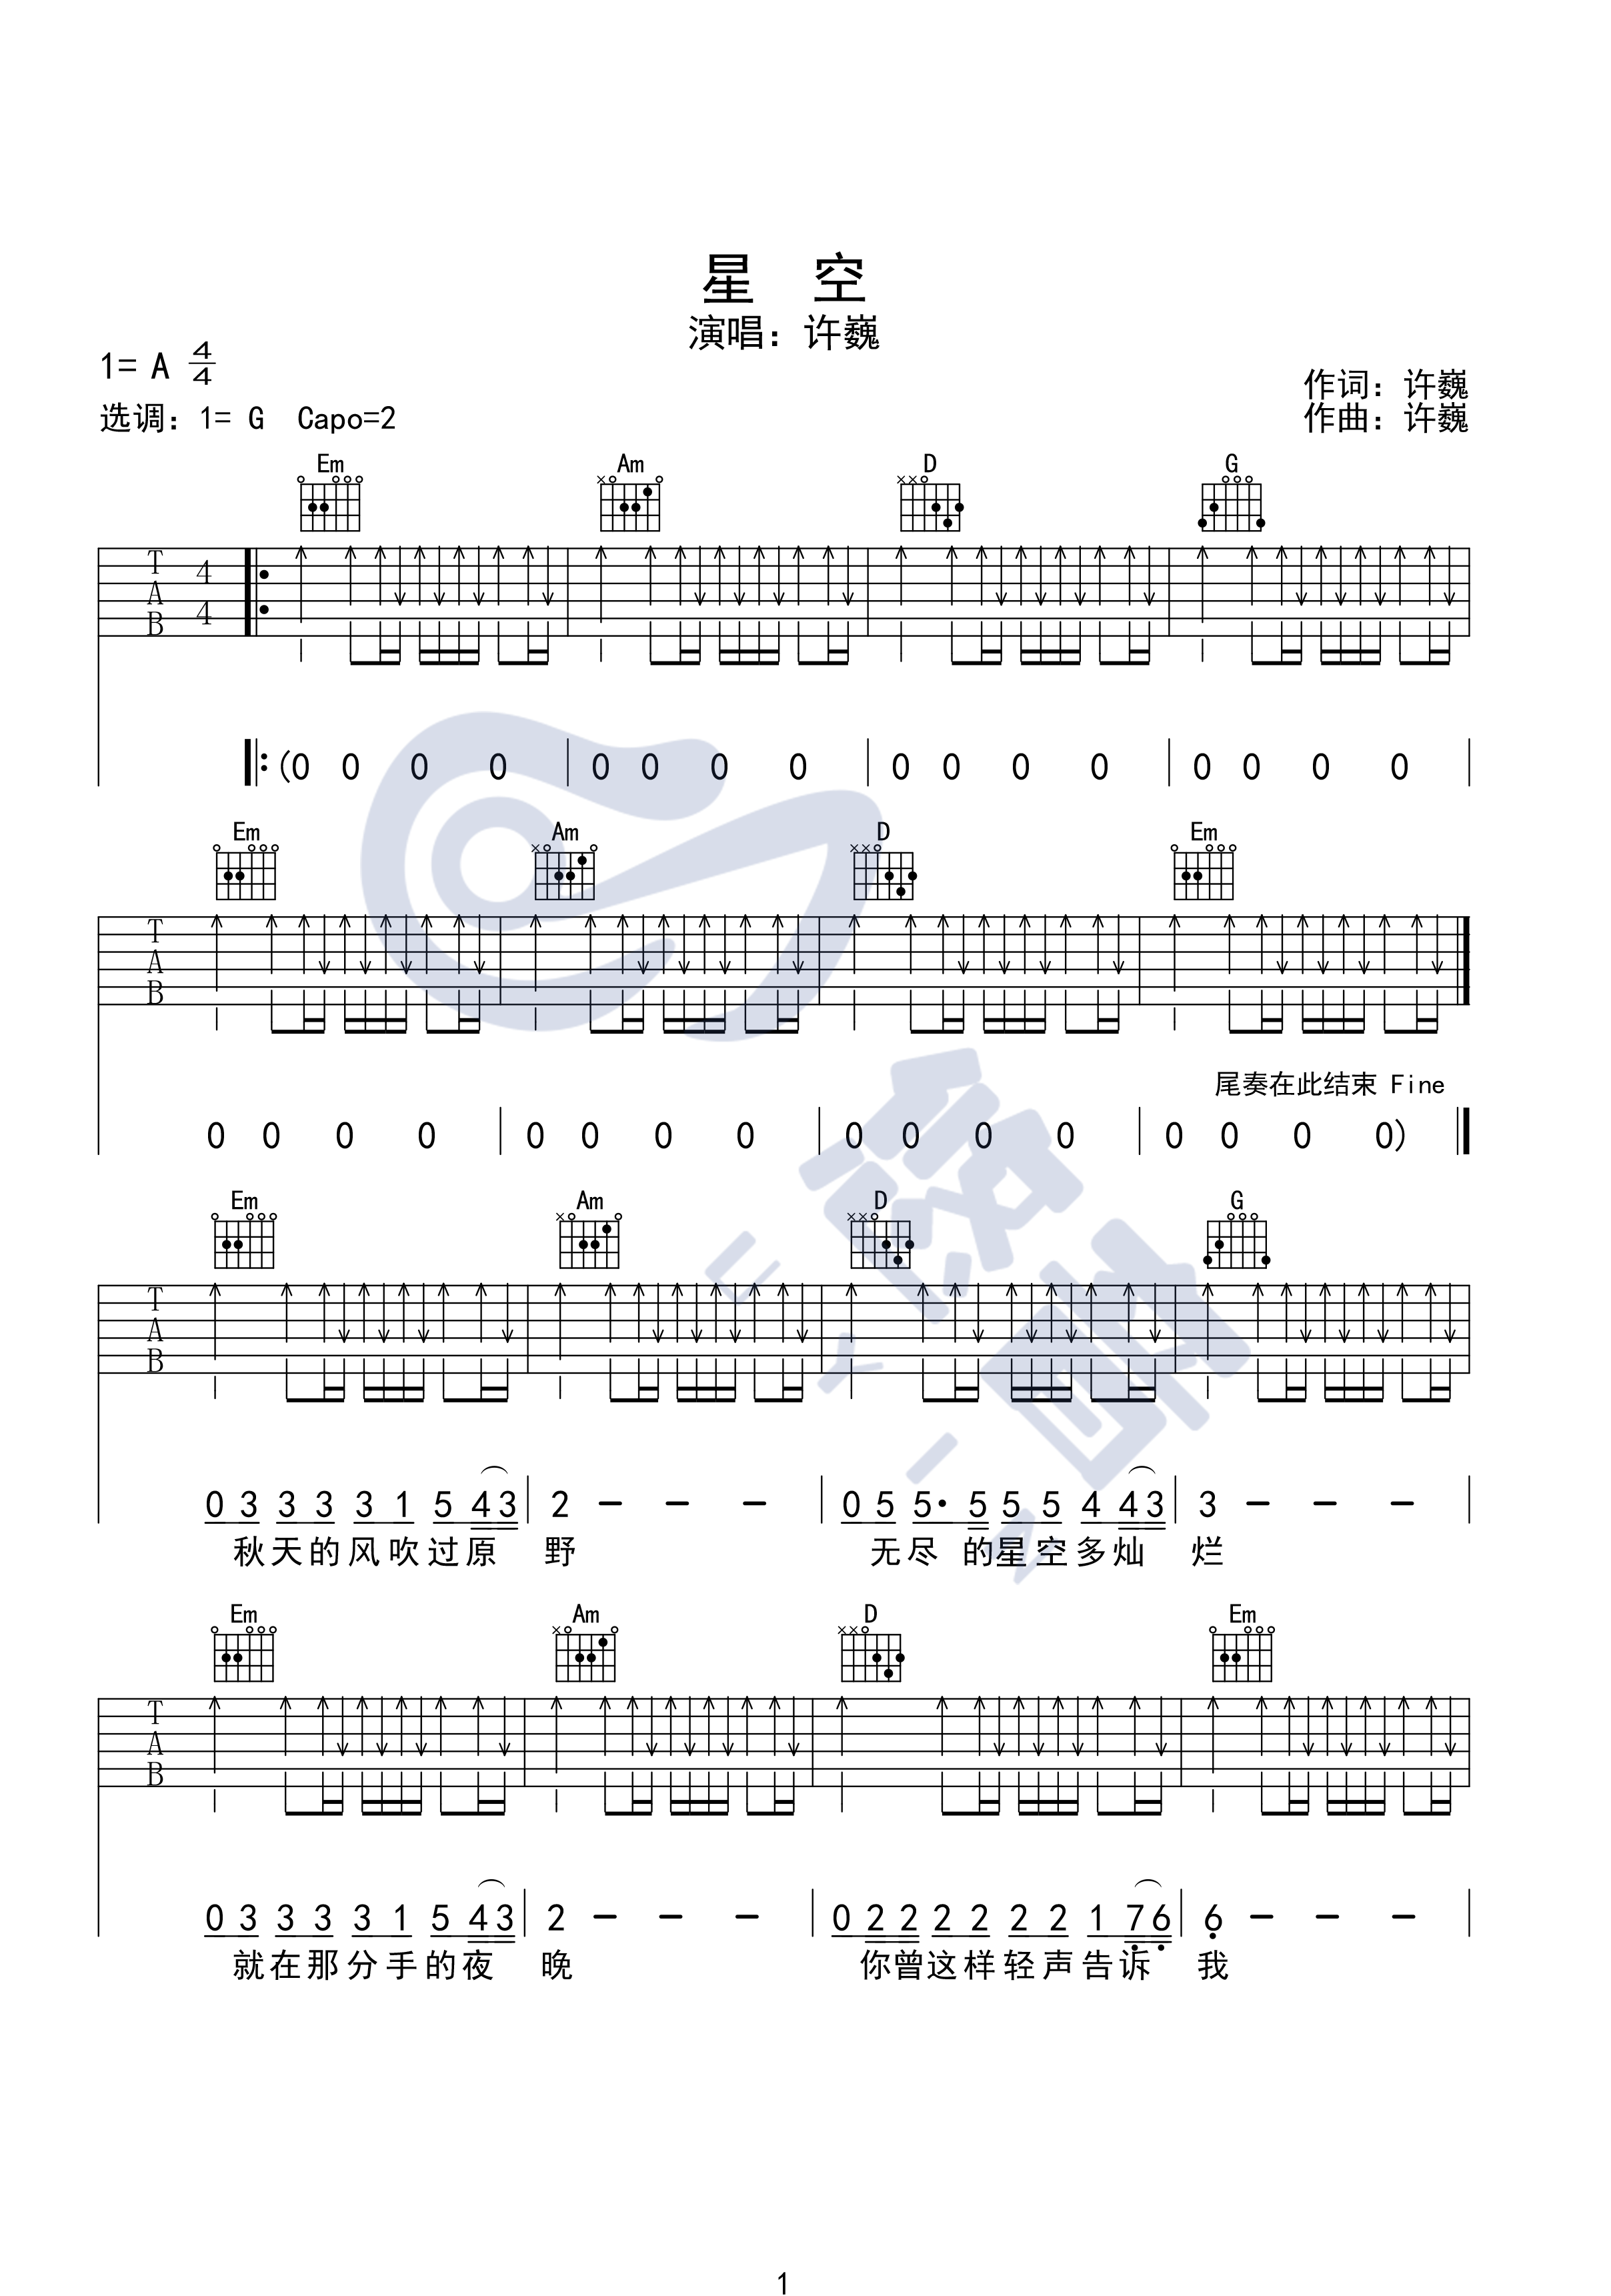 星 空
演唱：许巍
1= A 4/4
作词：许巍
选调：1= G Capo=2
作曲：许巍
Em Am D G
T A B 4 4
(0 0 0 0 | 0 0 0 0 | 0 0 0 0 | 0 0 0 0 |
Em Am D Em
T A B
尾奏在此结束 Fine
0 0 0 0 | 0 0 0 0 | 0 0 0 0 | 0 0 0 0)
Em Am D G
T A B
0 3 3 3 3 1 5 4 3 | 2 - - - | 0 5 5· 5 5 5 4 4 3 | 3 - - - |
秋天的风吹过原 野 无尽 的星空多灿 烂
Em Am D Em
T A B
0 3 3 3 3 1 5 4 3 | 2 - - - | 0 2 2 2 2 2 2 1 7 6 | 6 - - - |
就在那分手的夜 晚 你曾这样轻声告诉 我
悠音
UYIN
1